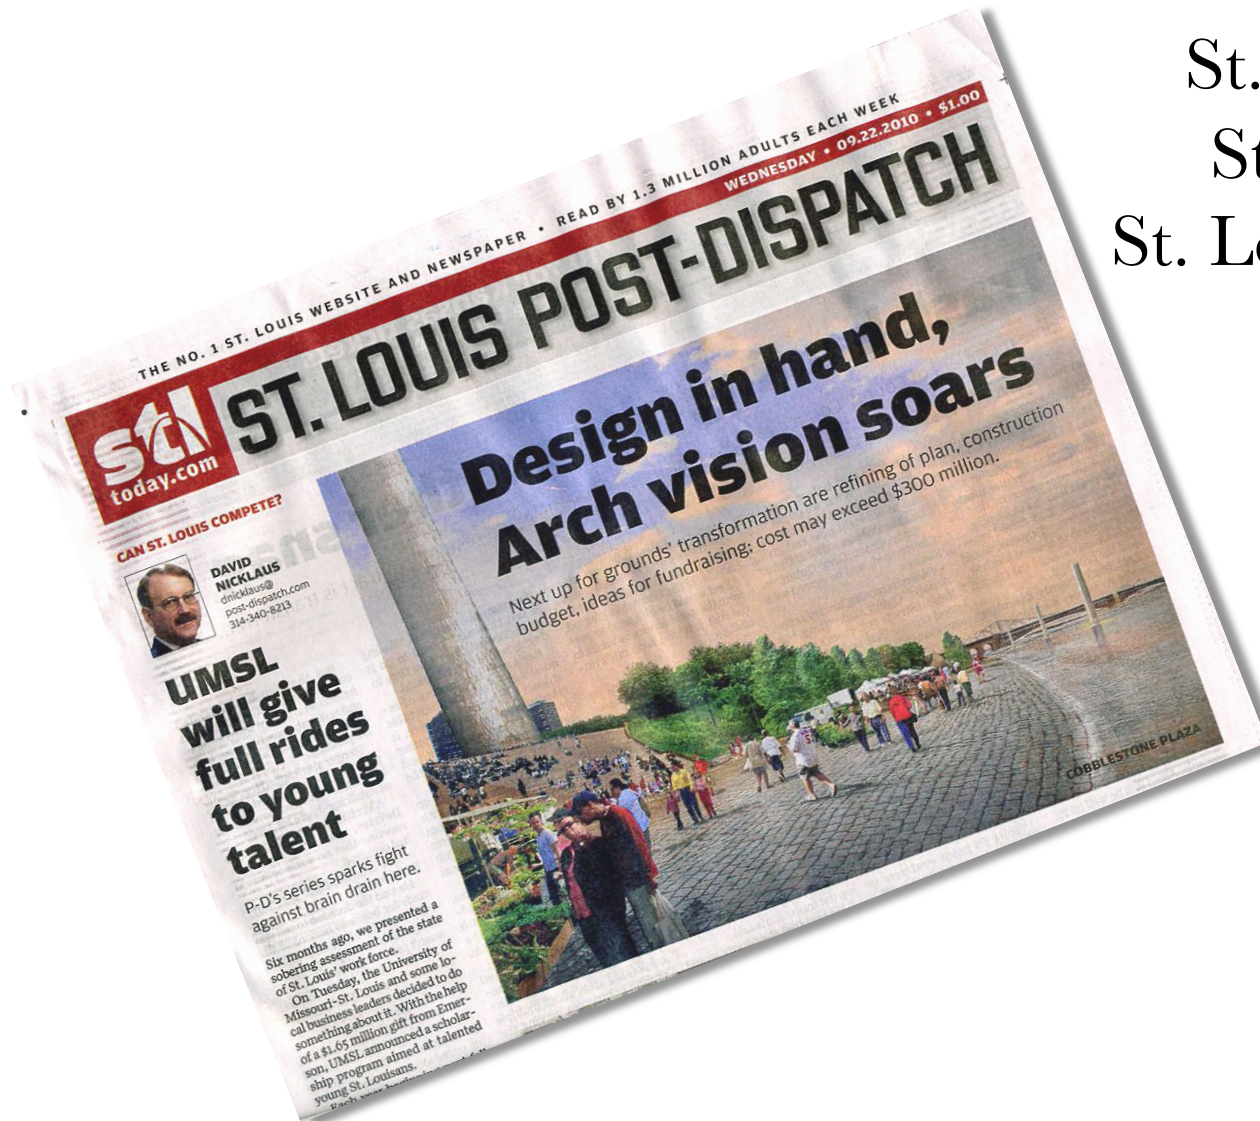 THE NO. 1 ST. LOUIS WEBSITE AND NEWSPAPER • READ BY 1.3 MILLION ADULTS EACH WEEK
WEDNESDAY • 09.22.2010 • $1.00
stl
today.com
ST. LOUIS POST-DISPATCH
Design in hand,
Arch vision soars
Next up for grounds' transformation are refining of plan, construction
budget, ideas for fundraising; cost may exceed $300 million.
COBBLESTONE PLAZA
CAN ST. LOUIS COMPETE?
DAVID
NICKLAUS
dnicklaus@
post-dispatch.com
314-340-8213
UMSL
will give
full rides
to young
talent
P-D's series sparks fight
against brain drain here.
Six months ago, we presented a
sobering assessment of the state
of St. Louis' work force.
On Tuesday, the University of
Missouri-St. Louis and some lo-
cal business leaders decided to do
something about it. With the help
of a $1.65 million gift from Emer-
son, UMSL announced a scholar-
ship program aimed at talented
young St. Louisans.
Each year
St.
St
St. Lo